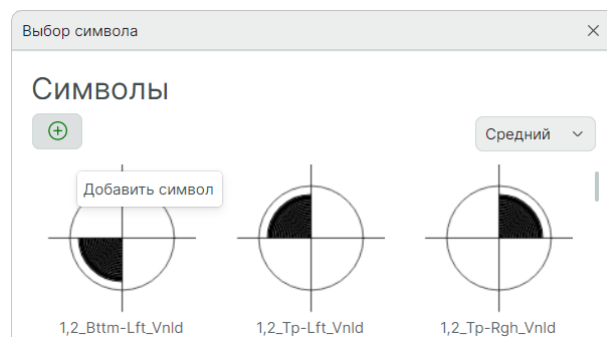 Выбор символа
Символы
Средний
Добавить символ
1,2_Bttm-Lft_Vnld
1,2_Tp-Lft_Vnld
1,2_Tp-Rgh_Vnld